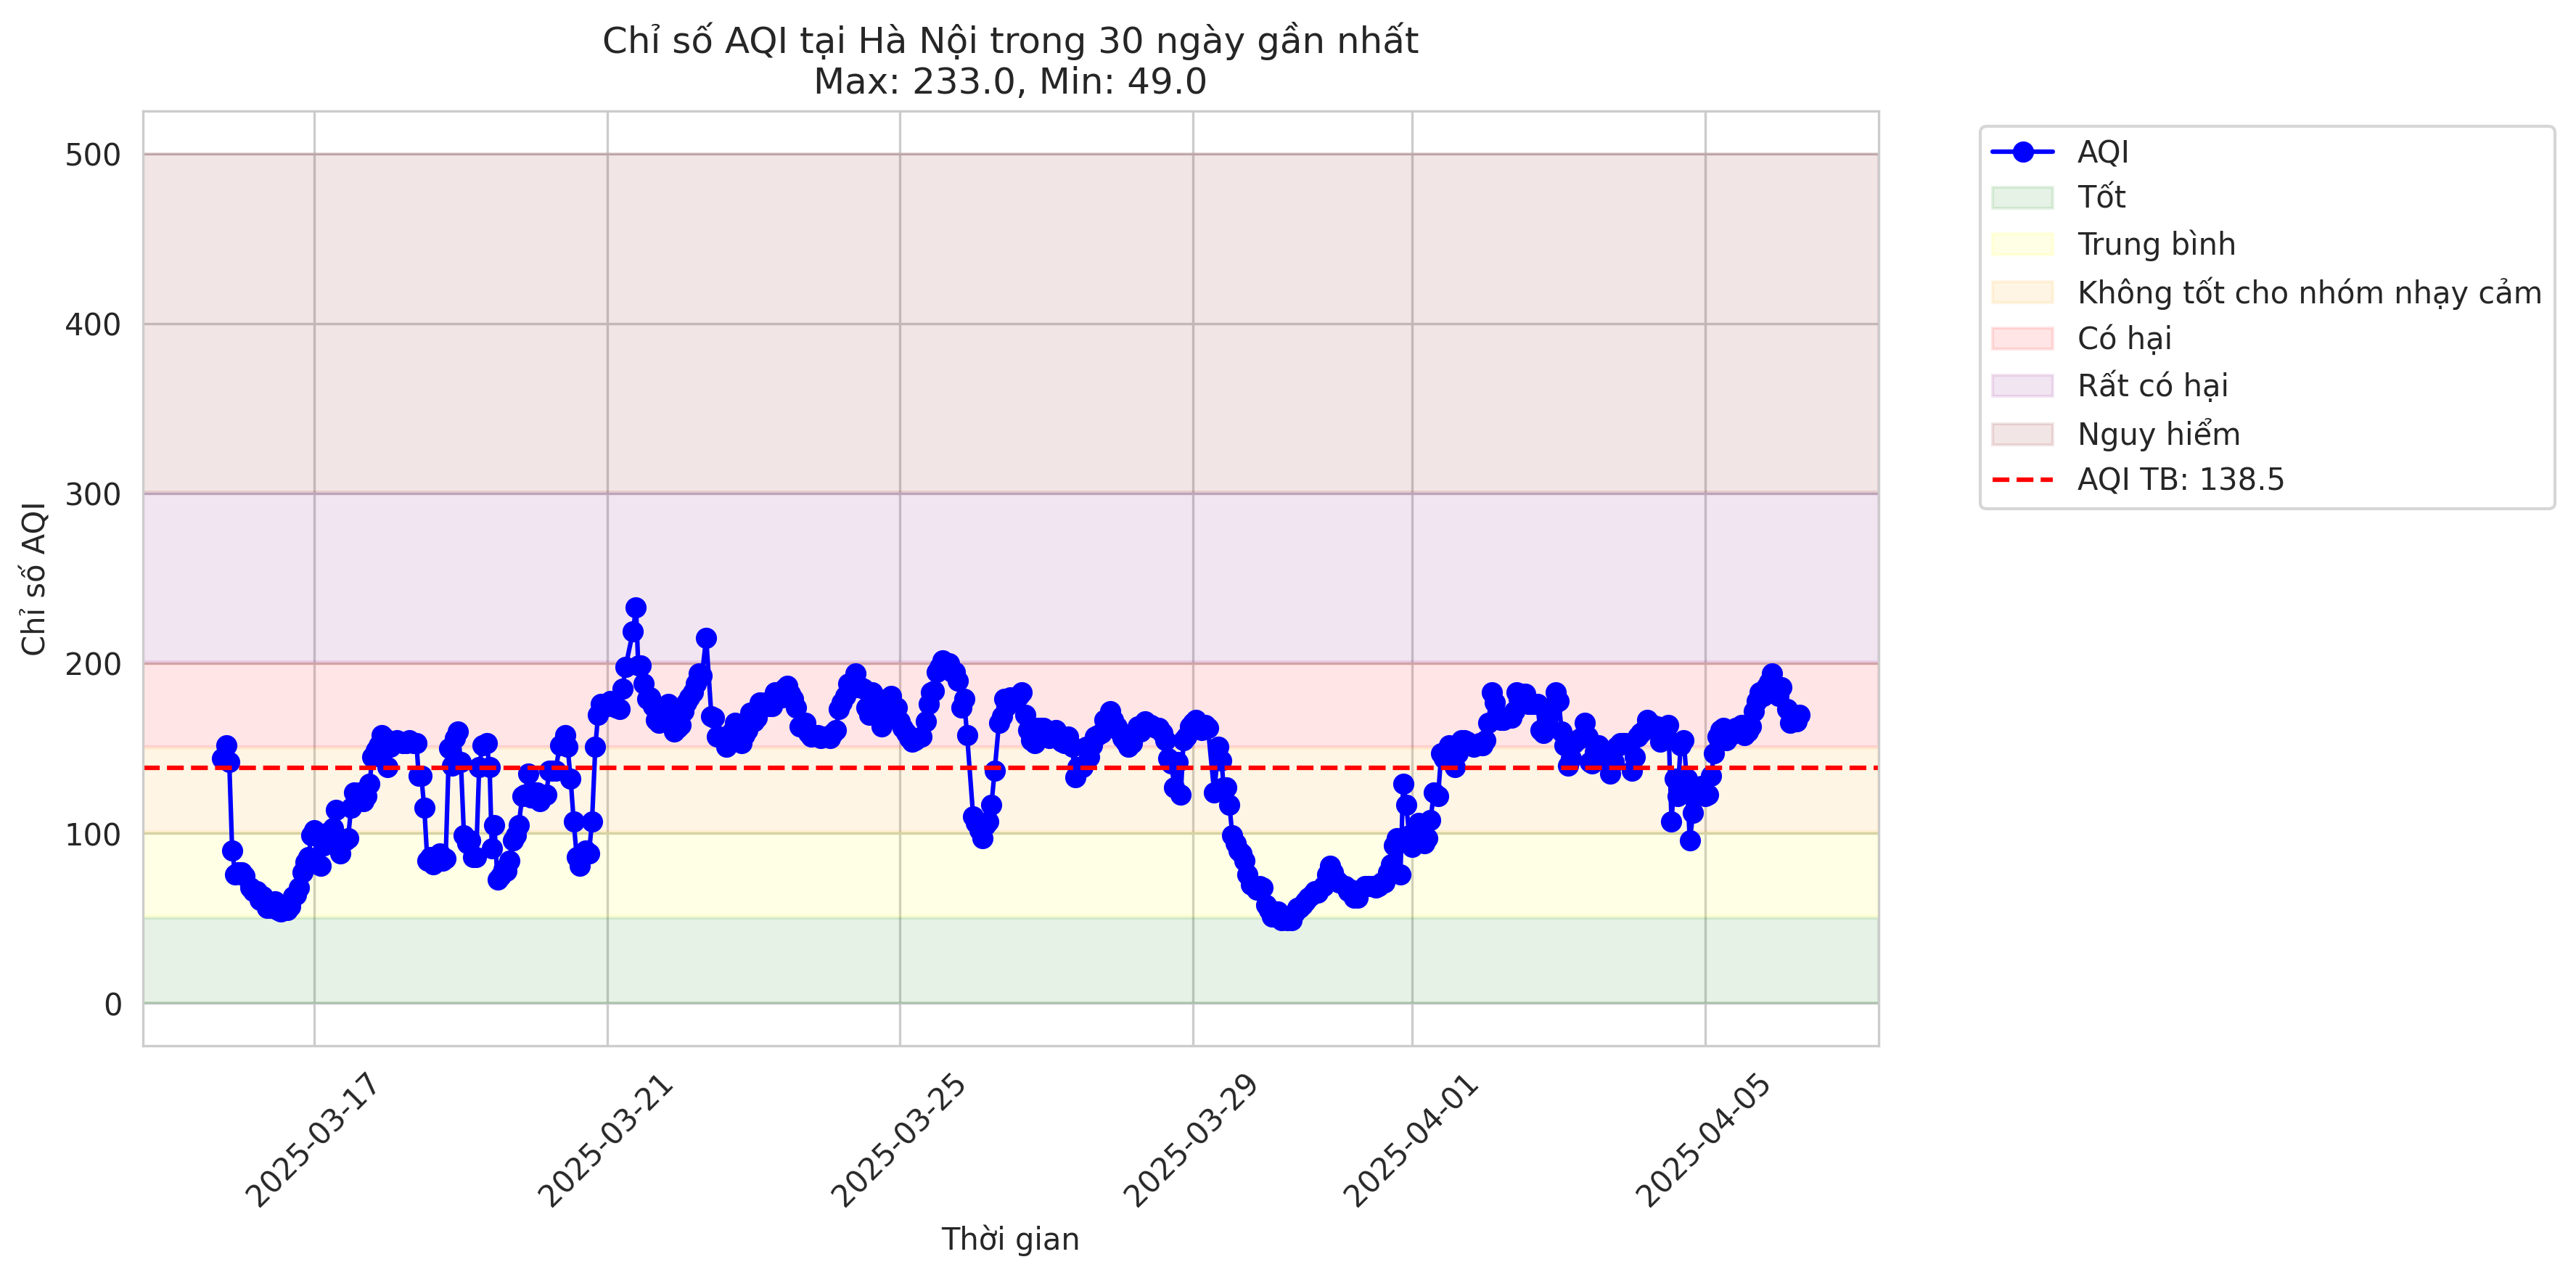 Chỉ số AQI tại Hà Nội trong 30 ngày gần nhất
Max: 233.0, Min: 49.0
Chỉ số AQI
500
400
300
200
100
0
2025-03-17
2025-03-21
2025-03-25
2025-03-29
2025-04-01
2025-04-05
Thời gian
AQI
Tốt
Trung bình
Không tốt cho nhóm nhạy cảm
Có hại
Rất có hại
Nguy hiểm
AQI TB: 138.5